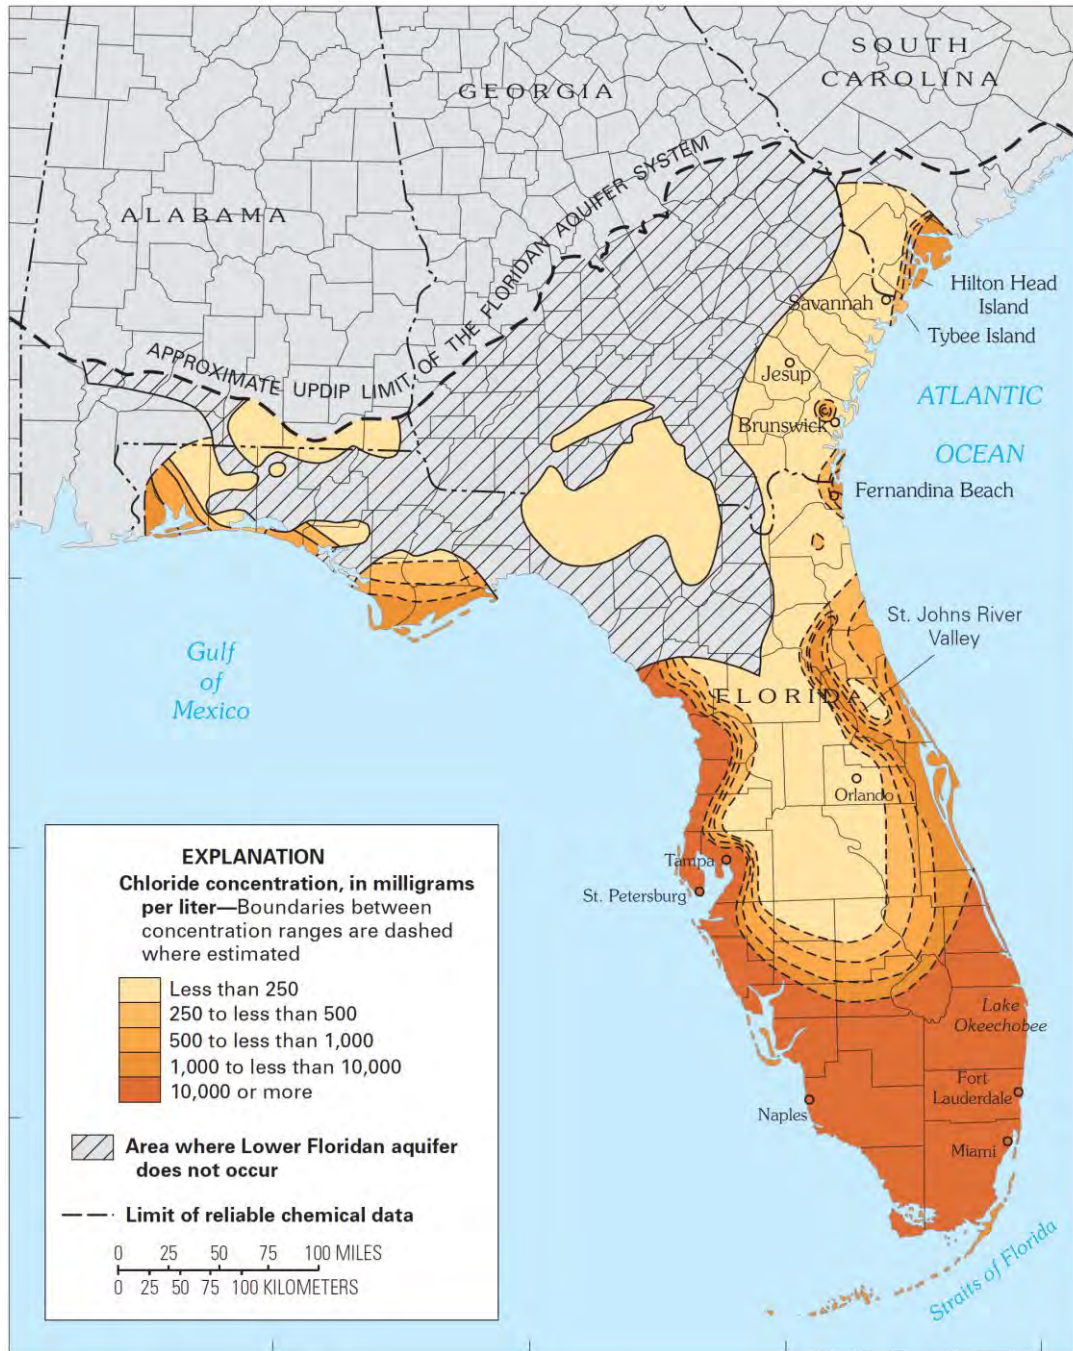 SOUTH
CAROLINA
GEORGIA
ALABAMA
APPROXIMATE UPDIP LIMIT OF THE FLORIDAN AQUIFER SYSTEM
Hilton Head
Island
Savannah
Tybee Island
Jesup
ATLANTIC
OCEAN
Brunswick
Fernandina Beach
St. Johns River
Valley
Gulf
of
Mexico
FLORIDA
Orlando
Tampa
St. Petersburg
Lake
Okeechobee
Fort
Lauderdale
Naples
Miami
Straits of Florida
EXPLANATION
Chloride concentration, in milligrams
per liter—Boundaries between
concentration ranges are dashed
where estimated
Less than 250
250 to less than 500
500 to less than 1,000
1,000 to less than 10,000
10,000 or more
Area where Lower Floridan aquifer
does not occur
Limit of reliable chemical data
0 25 50 75 100 MILES
0 25 50 75 100 KILOMETERS